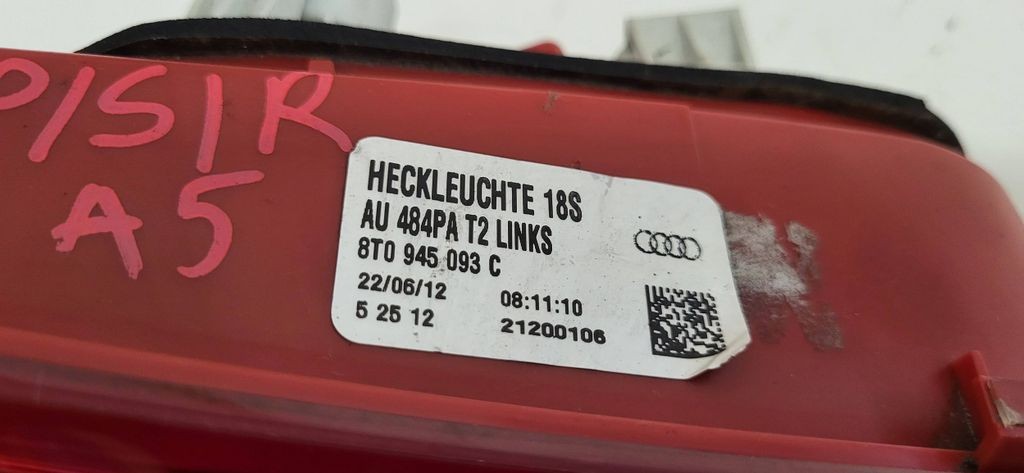 /S/R
A5
HECKLEUCHTE 18S
AU 484PA T2 LINKS
8T0 945 093 C
22/06/12 08:11:10
5 25 12 21200106